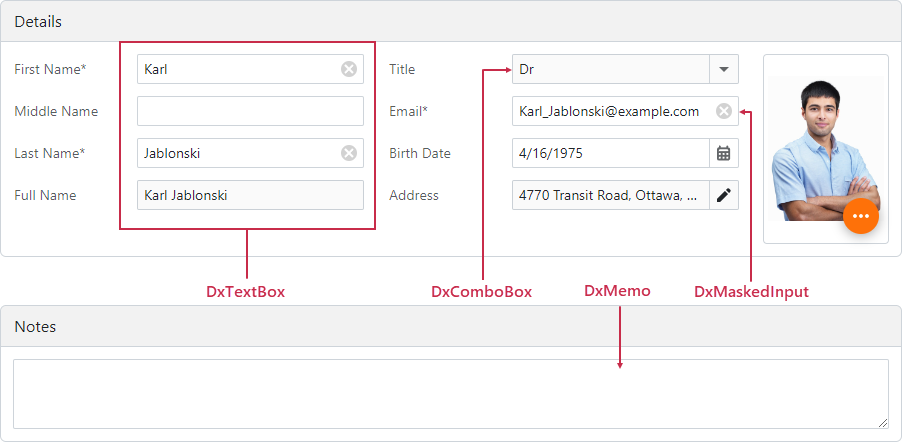 Details
First Name* Karl Title Dr
Middle Name Email* Karl_Jablonski@example.com
Last Name* Jablonski Birth Date 4/16/1975
Full Name Karl Jablonski Address 4770 Transit Road, Ottawa, ...
DxTextBox DxComboBox DxMemo DxMaskedInput
Notes